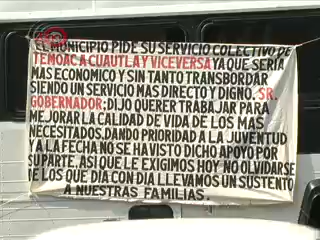 EL MUNICIPIO PIDE SU SERVICIO COLECTIVO DE
TEMOAC A CUAUTLA Y VICEVERSA YA QUE SERIA
MAS ECONOMICO Y SIN TANTO TRANSBORDAR
SIENDO UN SERVICIO MAS DIRECTO Y DIGNO. SR.
GOBERNADOR; DIJO QUERER TRABAJAR PARA
MEJORAR LA CALIDAD DE VIDA DE LOS MAS
NECESITADOS, DANDO PRIORIDAD A LA JUVENTUD
Y A LA FECHA NO SE HA VISTO DICHO APOYO POR
SU PARTE. ASI QUE LE EXIGIMOS HOY NO OLVIDARSE
DE LOS QUE DIA CON DIA LLEVAMOS UN SUSTENTO
A NUESTRAS FAMILIAS.